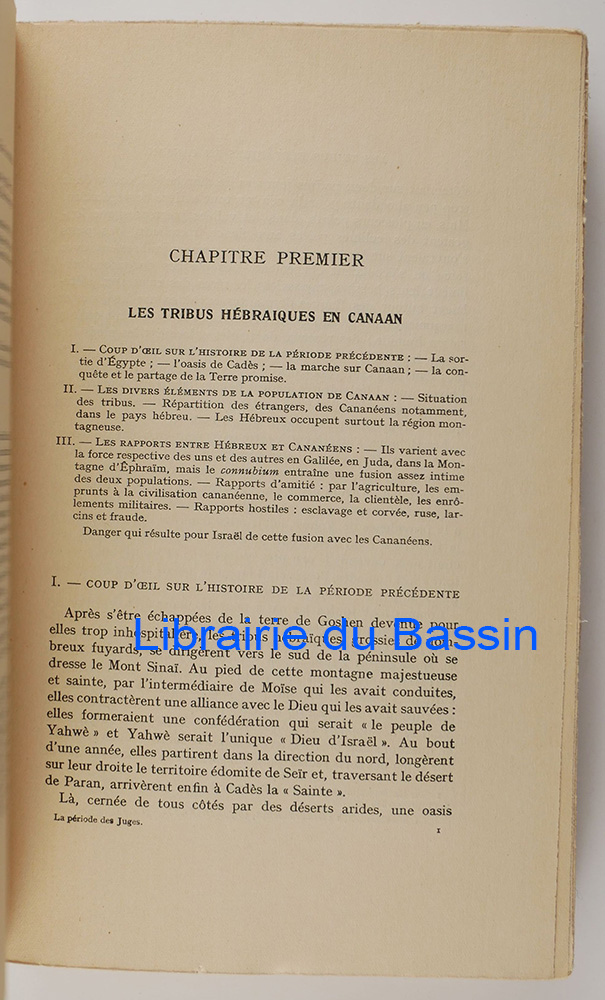 CHAPITRE PREMIER
LES TRIBUS HÉBRAIQUES EN CANAAN
I. — COUP D'ŒIL SUR L'HISTOIRE DE LA PÉRIODE PRÉCÉDENTE : — La sor-
tie d'Égypte ; — l'oasis de Cadès ; — la marche sur Canaan ; — la con-
quête et le partage de la Terre promise.
II. — LES DIVERS ÉLÉMENTS DE LA POPULATION DE CANAAN : — Situation
des tribus. — Répartition des étrangers, des Cananéens notamment,
dans le pays hébreu. — Les Hébreux occupent surtout la région mon-
tagneuse.
III. — LES RAPPORTS ENTRE HÉBREUX ET CANANÉENS : — Ils varient avec
la force respective des uns et des autres en Galilée, en Juda, dans la Mon-
tagne d'Éphraïm, mais le connubium entraîne une fusion assez intime
des deux populations. — Rapports d'amitié : par l'agriculture, les em-
prunts à la civilisation cananéenne, le commerce, la clientèle, les enrô-
lements militaires. — Rapports hostiles : esclavage et corvée, ruse, lar-
cins et fraude.
Danger qui résulte pour Israël de cette fusion avec les Cananéens.
I. — COUP D'ŒIL SUR L'HISTOIRE DE LA PÉRIODE PRÉCÉDENTE
Après s'être échappées de la terre de Goshen devenue pour
elles trop inhospitalière, les tribus hébraïques, grossies de nom-
breux fuyards, se dirigèrent vers le sud de la péninsule où se
dresse le Mont Sinaï. Au pied de cette montagne majestueuse
et sainte, par l'intermédiaire de Moïse qui les avait conduites,
elles contractèrent une alliance avec le Dieu qui les avait sauvées :
elles formeraient une confédération qui serait « le peuple de
Yahwè » et Yahwè serait l'unique « Dieu d'Israël ». Au bout
d'une année, elles partirent dans la direction du nord, longèrent
sur leur droite le territoire édomite de Seïr et, traversant le désert
de Paran, arrivèrent enfin à Cadès la « Sainte ».
Là, cernée de tous côtés par des déserts arides, une oasis
La période des Juges.
1
Librairie du Bassin